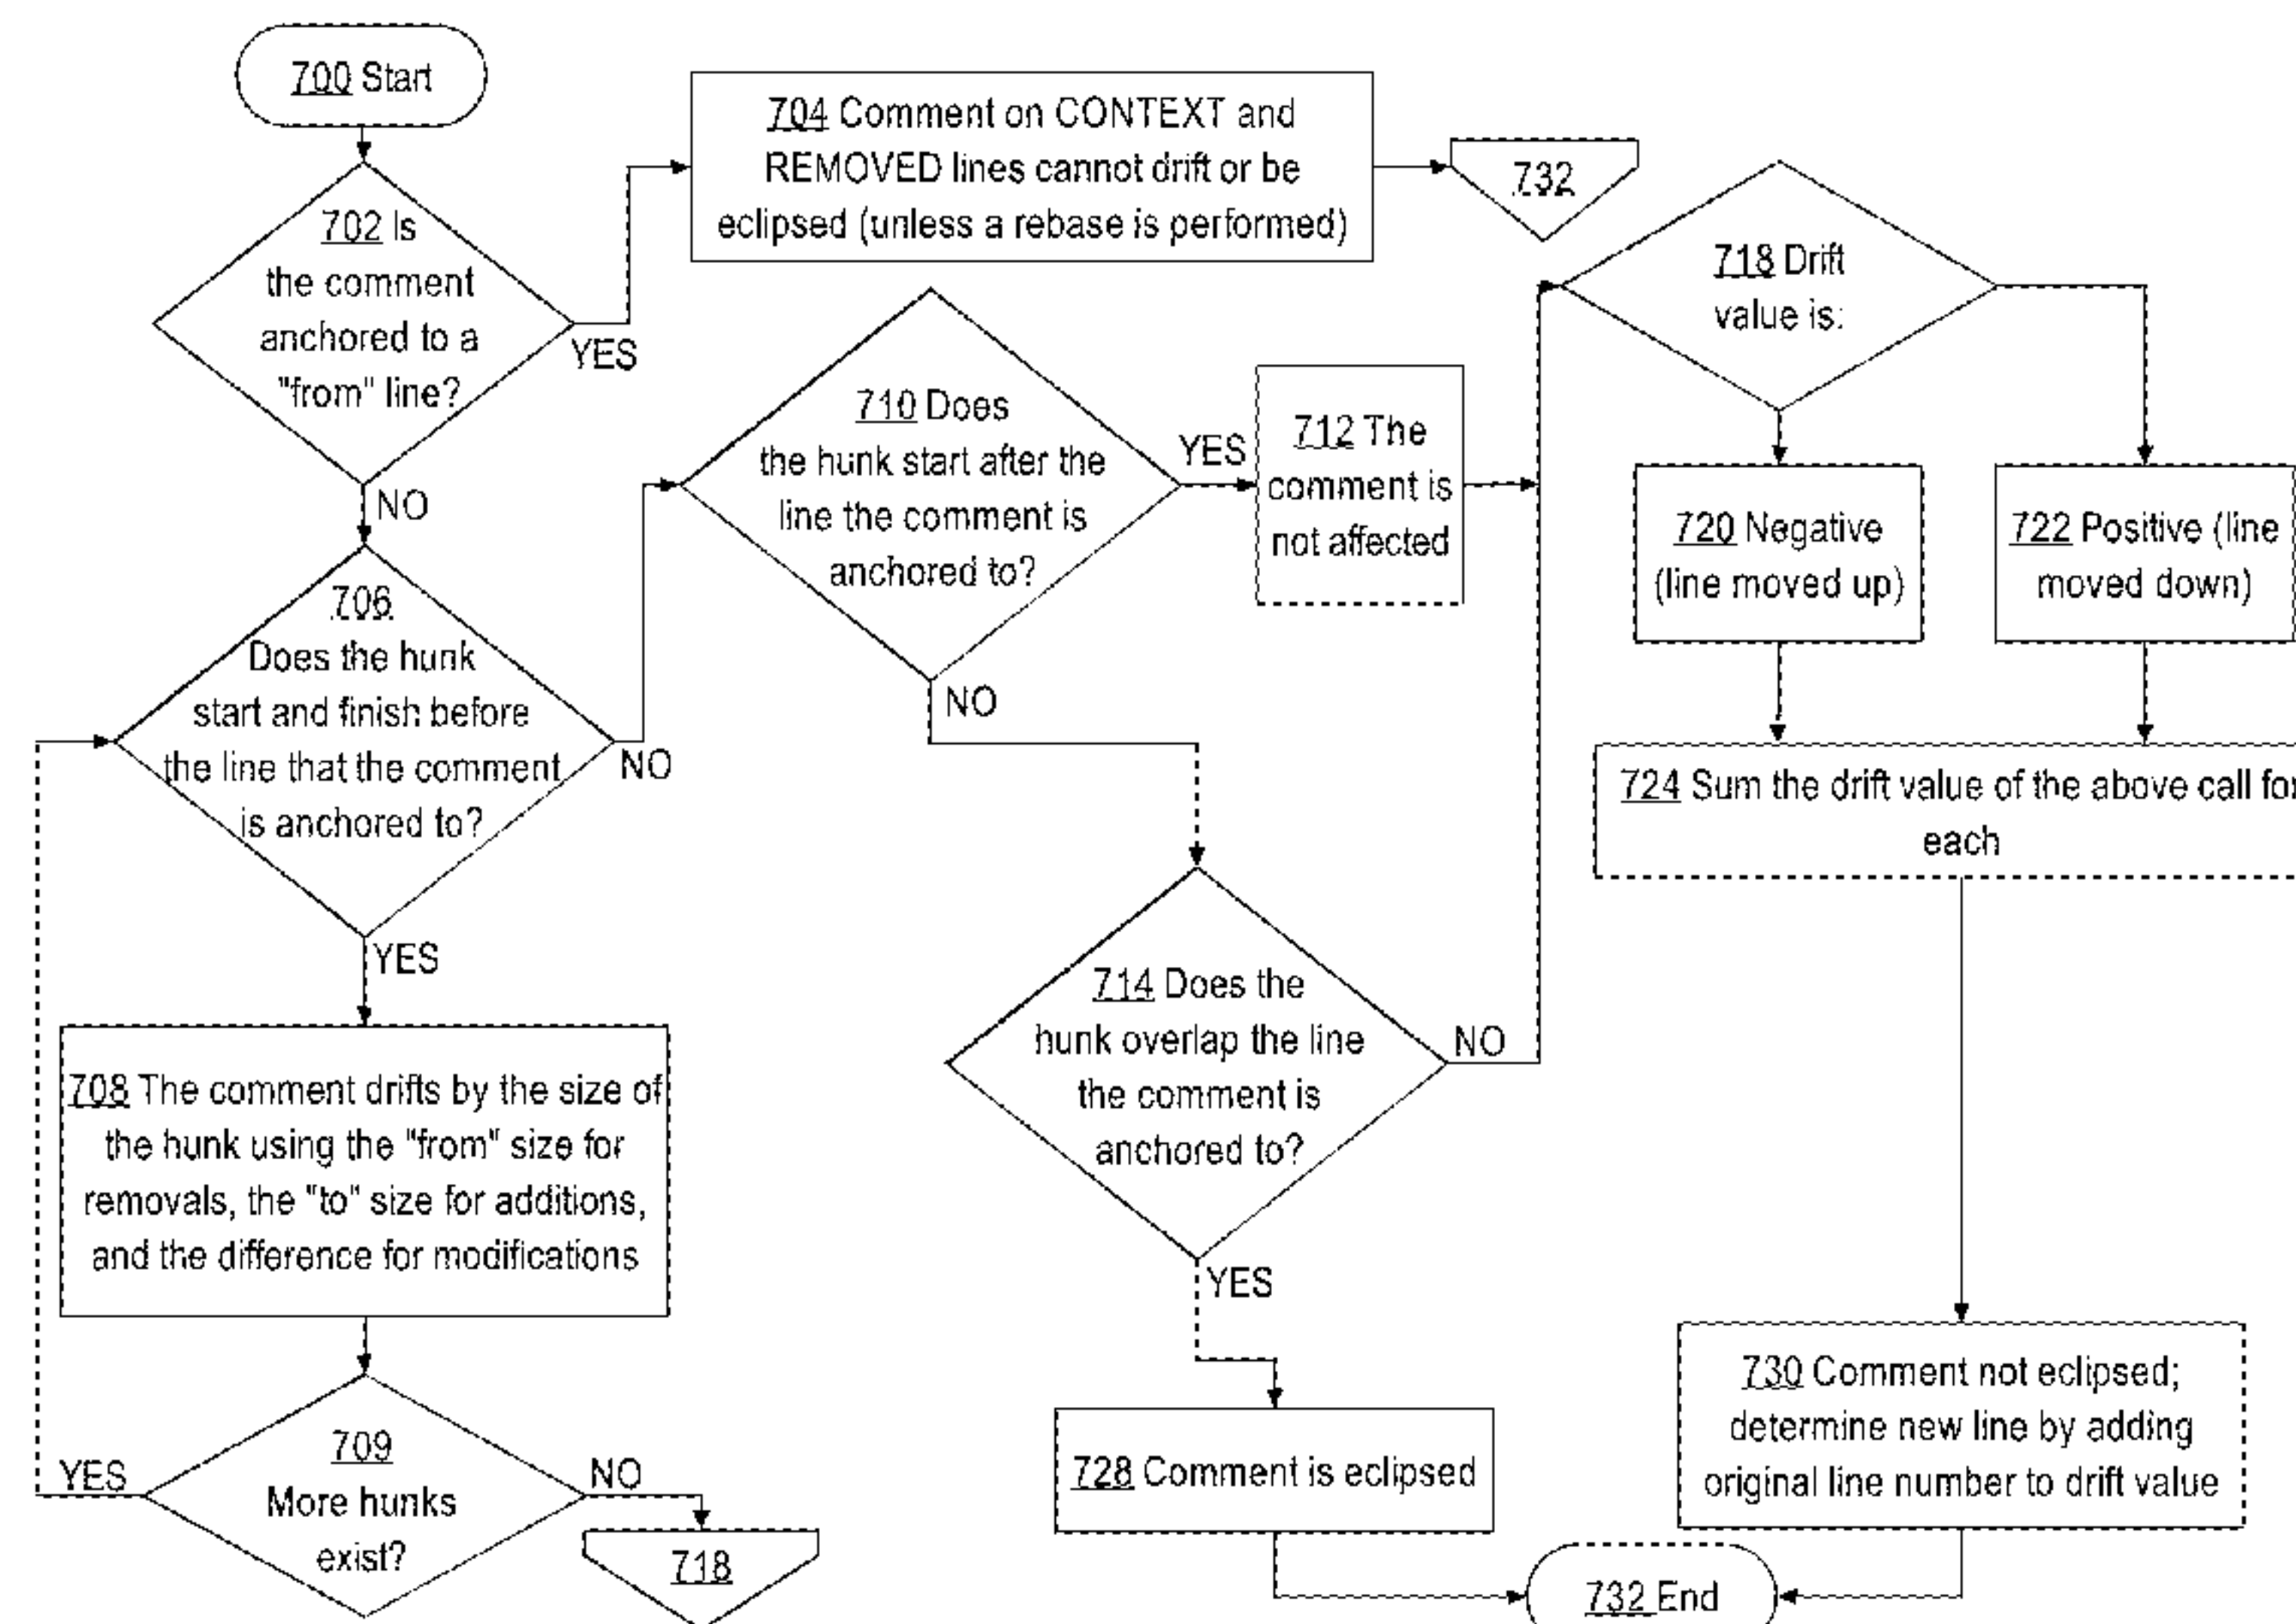 700 Start
702 Is
the comment
anchored to a
"from" line?
YES
NO
704 Comment on CONTEXT and
REMOVED lines cannot drift or be
eclipsed (unless a rebase is performed)
732
706
Does the hunk
start and finish before
the line that the comment
is anchored to?
NO
YES
708 The comment drifts by the size of
the hunk using the "from" size for
removals, the "to" size for additions,
and the difference for modifications
709
More hunks
exist?
YES
NO
718
710 Does
the hunk start after the
line the comment is
anchored to?
YES
NO
712 The
comment is
not affected
714 Does the
hunk overlap the line
the comment is
anchored to?
NO
YES
728 Comment is eclipsed
718 Drift
value is:
720 Negative
(line moved up)
722 Positive (line
moved down)
724 Sum the drift value of the above call for
each
730 Comment not eclipsed;
determine new line by adding
original line number to drift value
732 End